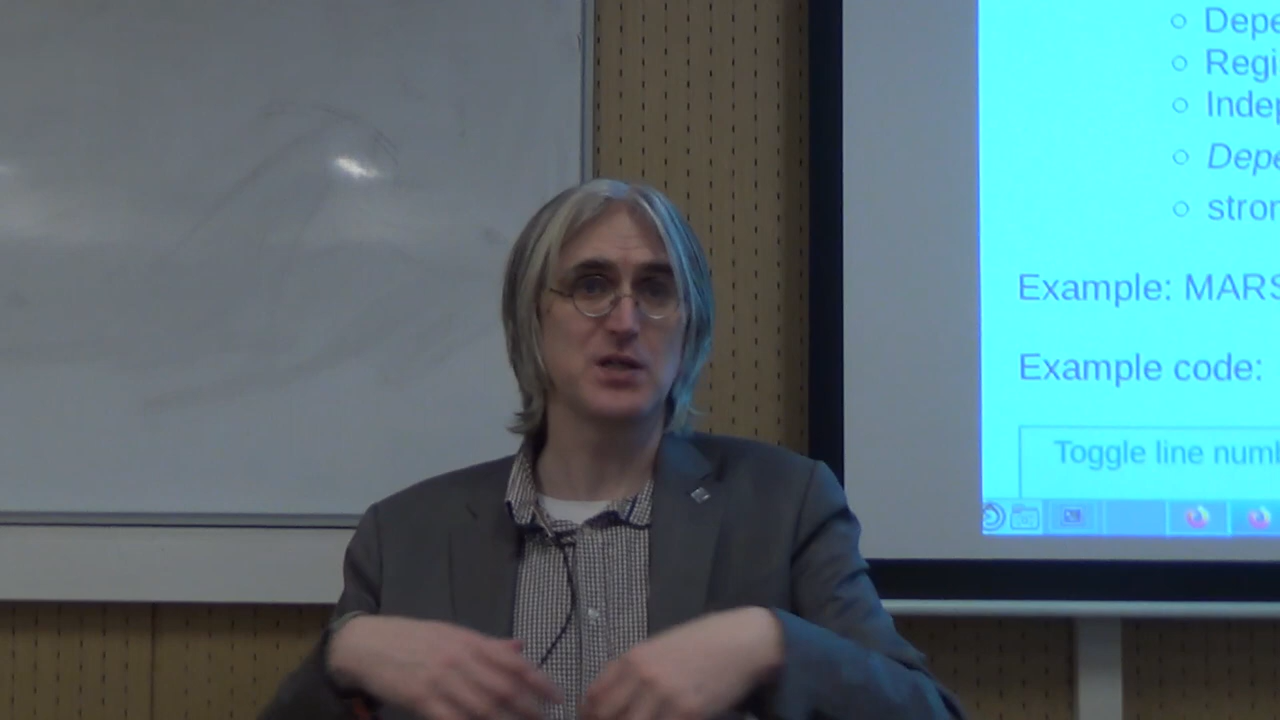 Depe
Regi
Indep
Depe
stron
Example: MARS
Example code:
Toggle line numb